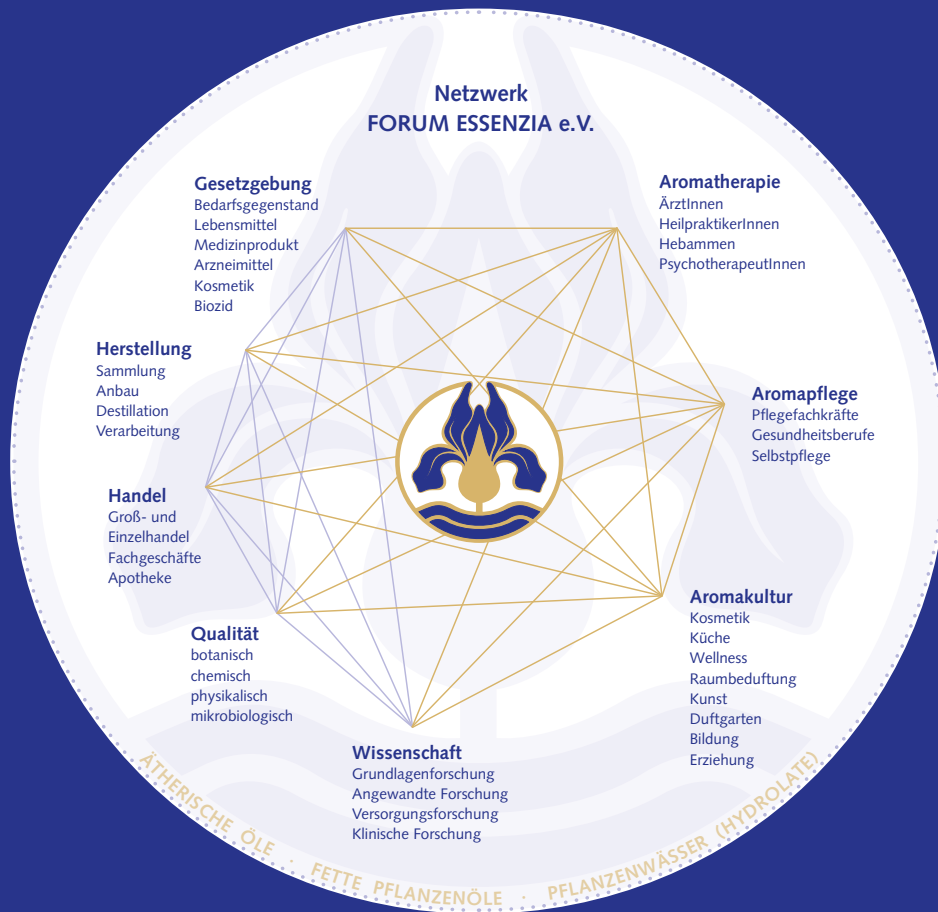 Netzwerk
FORUM ESSENZIA e.V.
Gesetzgebung
Bedarfsgegenstand
Lebensmittel
Medizinprodukt
Arzneimittel
Kosmetik
Biozid
Aromatherapie
ÄrztInnen
HeilpraktikerInnen
Hebammen
PsychotherapeutInnen
Herstellung
Sammlung
Anbau
Destillation
Verarbeitung
Aromapflege
Pflegefachkräfte
Gesundheitsberufe
Selbstpflege
Handel
Groß- und
Einzelhandel
Fachgeschäfte
Apotheke
Aromakultur
Kosmetik
Küche
Wellness
Raumbeduftung
Kunst
Duftgarten
Bildung
Erziehung
Qualität
botanisch
chemisch
physikalisch
mikrobiologisch
Wissenschaft
Grundlagenforschung
Angewandte Forschung
Versorgungsforschung
Klinische Forschung
ÄTHERISCHE ÖLE · FETTE PFLANZENÖLE · PFLANZENWÄSSER (HYDROLATE)